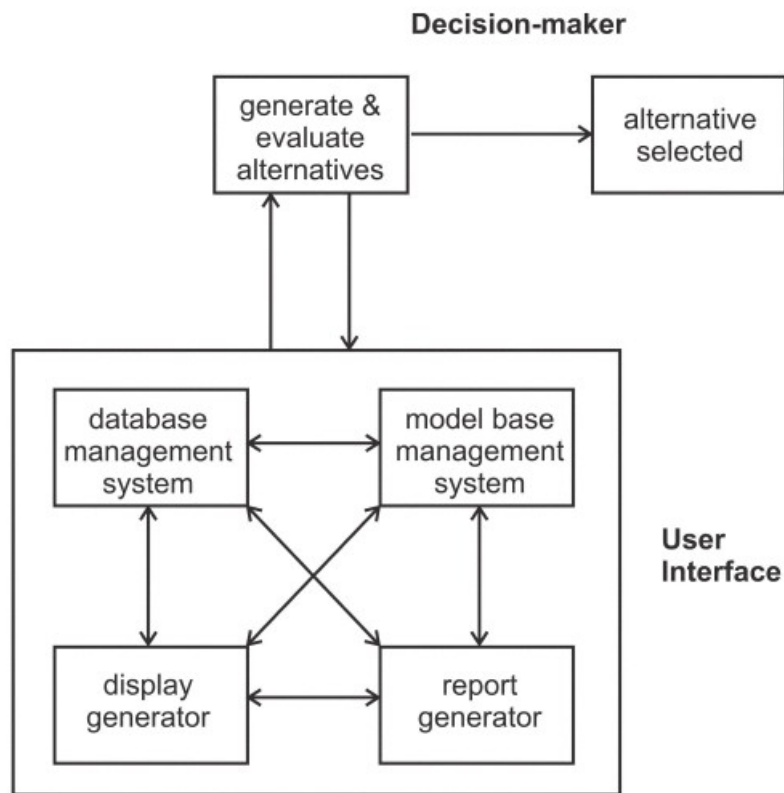 Decision-maker
generate &
evaluate
alternatives
alternative
selected
database
management
system
model base
management
system
User
Interface
display
generator
report
generator